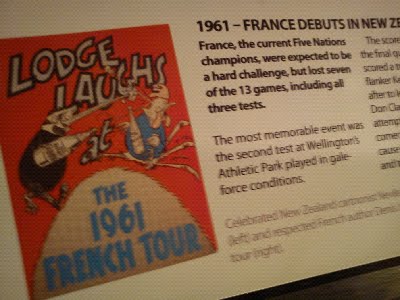 LODGE
LAUGHS
at
THE
1961
FRENCH TOUR
1961 – FRANCE DEBUTS IN NEW ZE
France, the current Five Nations
champions, were expected to be
a hard challenge, but lost seven
of the 13 games, including all
three tests.
The most memorable event was
the second test at Wellington's
Athletic Park played in gale-
force conditions.
Celebrated New Zealand cartoonist Nevil
(left) and respected French author Denis
tour (right).
The score
the final qu
scored a t
flanker Ke
after to k
Don Cla
attemp
comer
cause
and